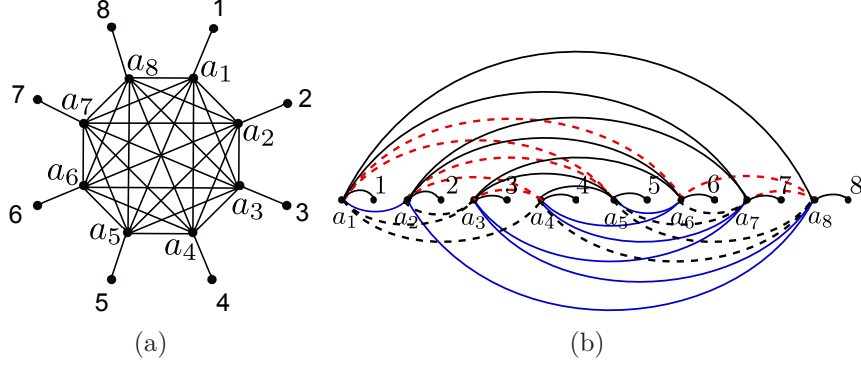 8 1
a₈ a₁
7 a₇ a₂ 2
a₆ a₃
6 3
a₅ a₄
5 4
(a)
1 2 3 4 5 6 7 8
a₁ a₂ a₃ a₄ a₅ a₆ a₇ a₈
(b)